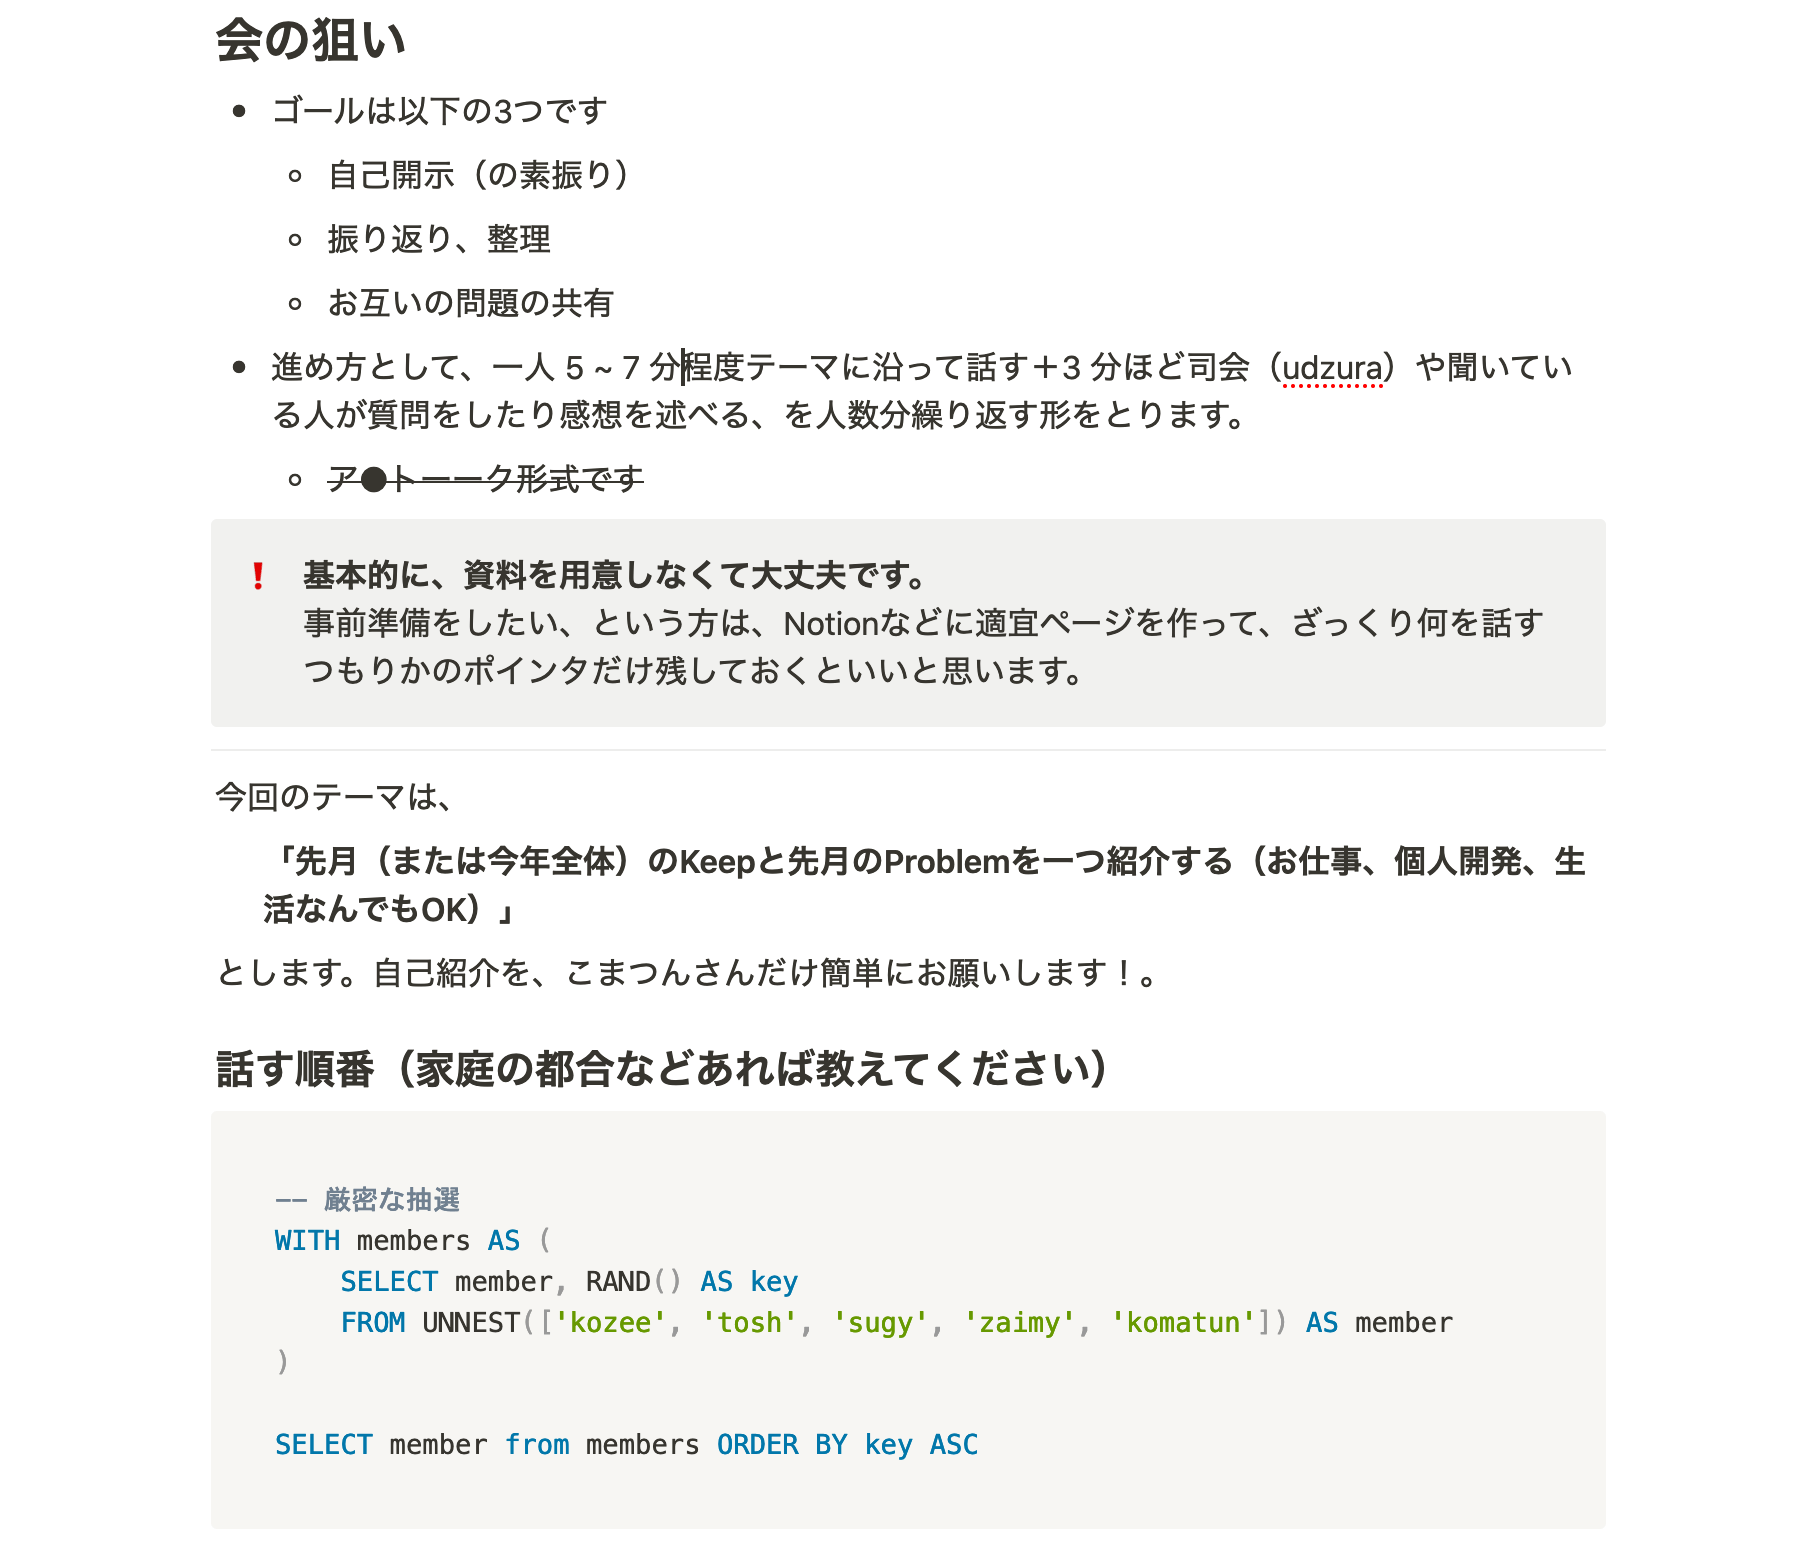 会の狙い
ゴールは以下の3つです
自己開示（の素振り）
振り返り、整理
お互いの問題の共有
進め方として、一人 5 ~ 7 分程度テーマに沿って話す＋3 分ほど司会（udzura）や聞いてい
る人が質問をしたり感想を述べる、を人数分繰り返す形をとります。
ア●トーーク形式です
❗ 基本的に、資料を用意しなくて大丈夫です。
事前準備をしたい、という方は、Notionなどに適宜ページを作って、ざっくり何を話す
つもりかのポインタだけ残しておくといいと思います。
今回のテーマは、
「先月（または今年全体）のKeepと先月のProblemを一つ紹介する（お仕事、個人開発、生
活なんでもOK）」
とします。自己紹介を、こまつんさんだけ簡単にお願いします！。
話す順番（家庭の都合などあれば教えてください）
-- 厳密な抽選
WITH members AS (
    SELECT member, RAND() AS key
    FROM UNNEST(['kozee', 'tosh', 'sugy', 'zaimy', 'komatun']) AS member
)
SELECT member from members ORDER BY key ASC